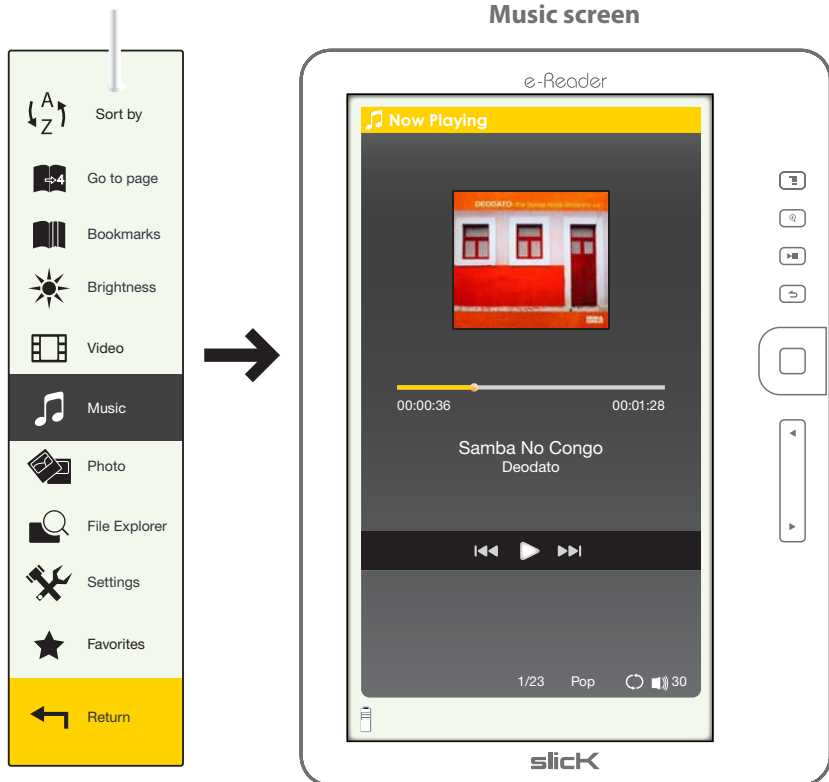 Music screen
A
Z
Sort by
4
Go to page
Bookmarks
Brightness
Video
Music
Photo
File Explorer
Settings
Favorites
Return
e-Reader
Now Playing
00:00:36 00:01:28
Samba No Congo
Deodato
1/23 Pop 30
slick